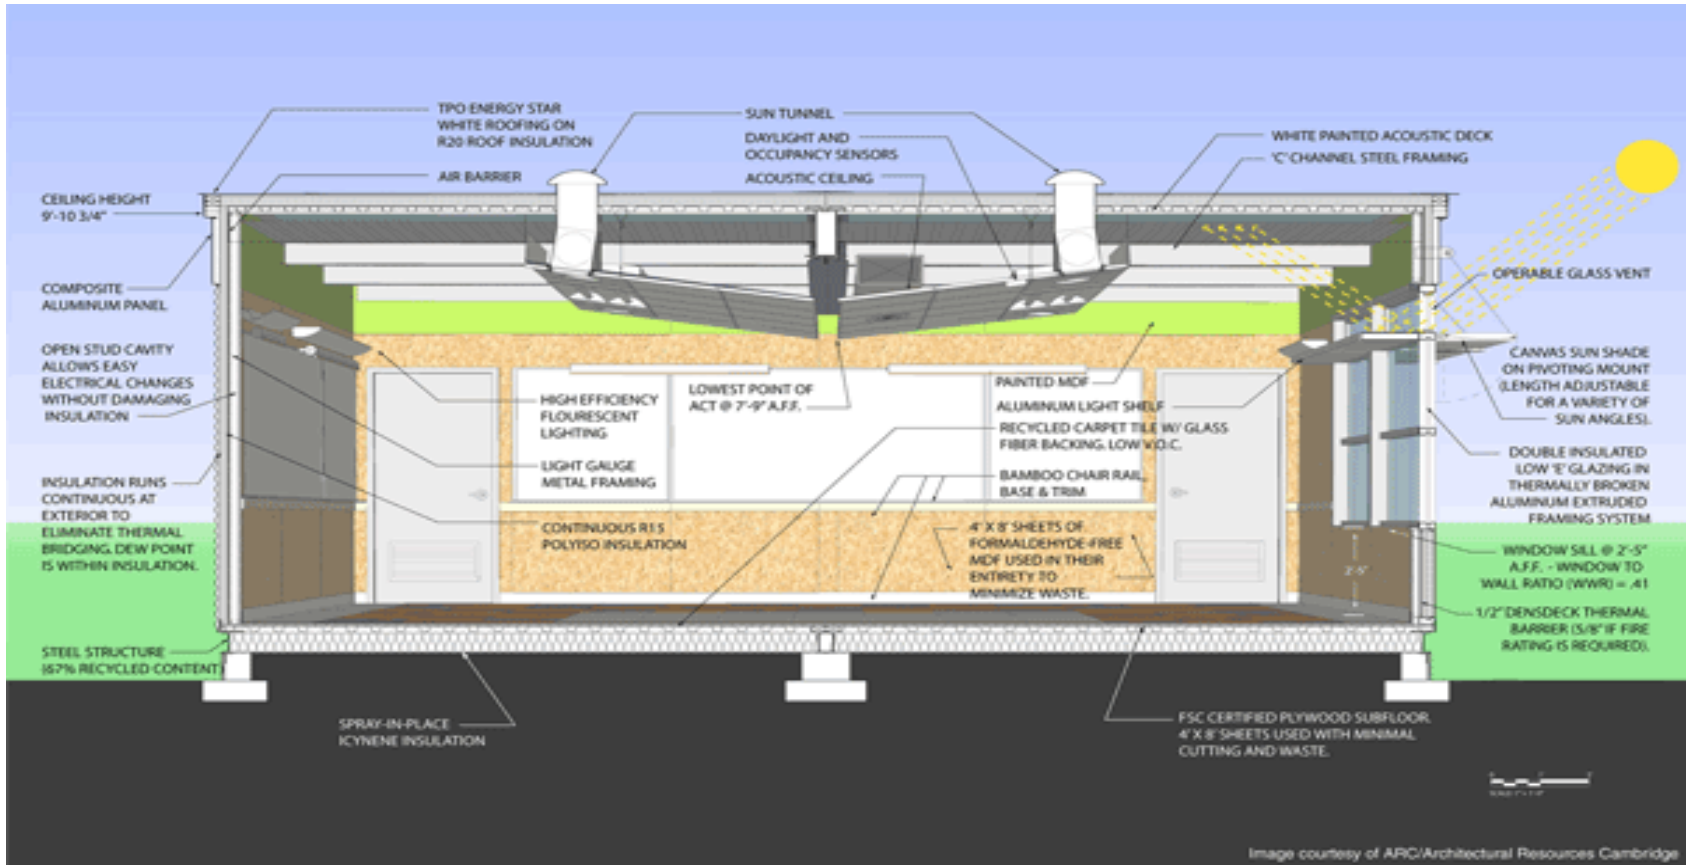 TPO ENERGY STAR
WHITE ROOFING ON
R20 ROOF INSULATION
AIR BARRIER
SUN TUNNEL
DAYLIGHT AND
OCCUPANCY SENSORS
ACOUSTIC CEILING
WHITE PAINTED ACOUSTIC DECK
'C' CHANNEL STEEL FRAMING
CEILING HEIGHT
9'-10 3/4"
COMPOSITE
ALUMINUM PANEL
OPEN STUD CAVITY
ALLOWS EASY
ELECTRICAL CHANGES
WITHOUT DAMAGING
INSULATION
INSULATION RUNS
CONTINUOUS AT
EXTERIOR TO
ELIMINATE THERMAL
BRIDGING. DEW POINT
IS WITHIN INSULATION.
STEEL STRUCTURE
(67% RECYCLED CONTENT)
HIGH EFFICIENCY
FLOURESCENT
LIGHTING
LIGHT GAUGE
METAL FRAMING
CONTINUOUS R15
POLYISO INSULATION
LOWEST POINT OF
ACT @ 7'-9" A.F.F.
PAINTED MDF
ALUMINUM LIGHT SHELF
RECYCLED CARPET TILE W/ GLASS
FIBER BACKING. LOW V.O.C.
BAMBOO CHAIR RAIL,
BASE & TRIM
4' X 8' SHEETS OF
FORMALDEHYDE-FREE
MDF USED IN THEIR
ENTIRETY TO
MINIMIZE WASTE.
OPERABLE GLASS VENT
CANVAS SUN SHADE
ON PIVOTING MOUNT
(LENGTH ADJUSTABLE
FOR A VARIETY OF
SUN ANGLES).
DOUBLE INSULATED
LOW 'E' GLAZING IN
THERMALLY BROKEN
ALUMINUM EXTRUDED
FRAMING SYSTEM
WINDOW SILL @ 2'-5"
A.F.F. - WINDOW TO
WALL RATIO (WWR) = .41
2'-5"
1/2" DENSDECK THERMAL
BARRIER (5/8" IF FIRE
RATING IS REQUIRED).
SPRAY-IN-PLACE
ICYNENE INSULATION
FSC CERTIFIED PLYWOOD SUBFLOOR.
4' X 8' SHEETS USED WITH MINIMAL
CUTTING AND WASTE.
Image courtesy of ARC/Architectural Resources Cambridge